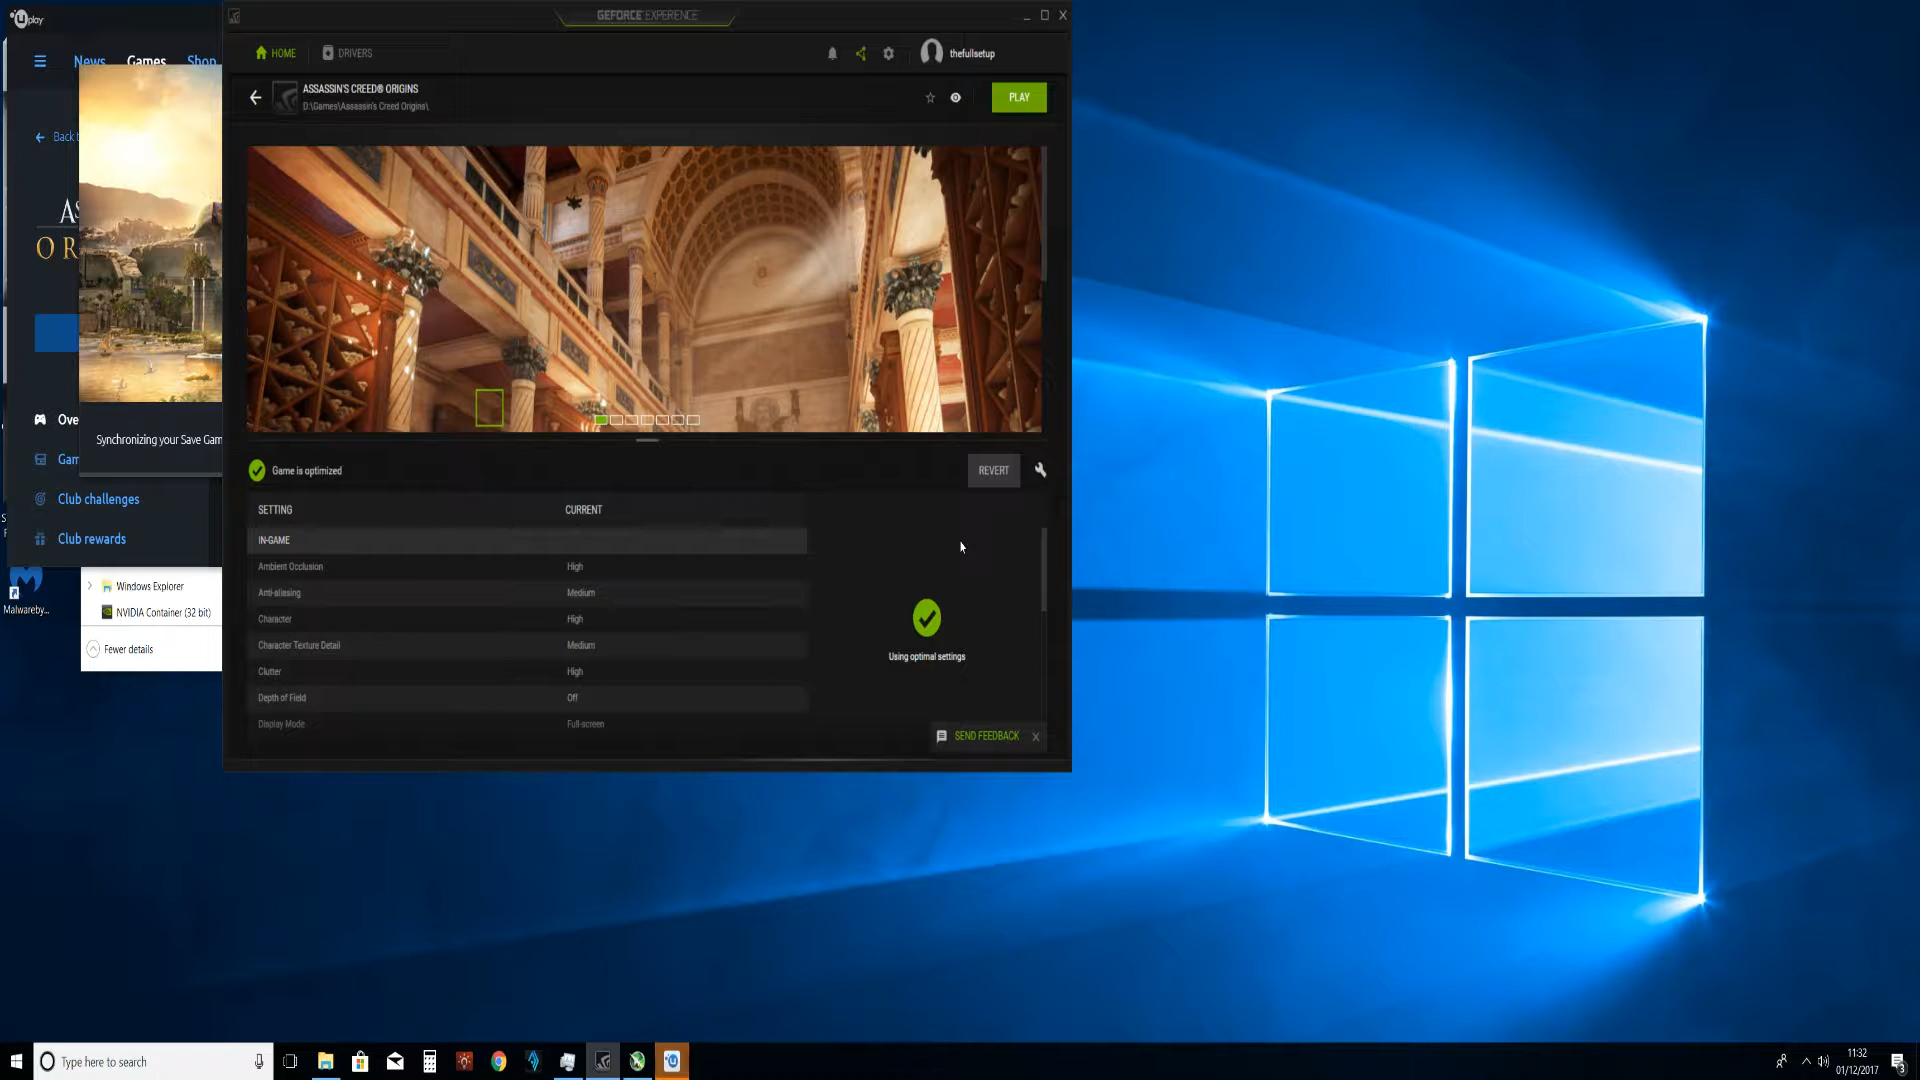 uplay
News Games Shop
Back t
AS
OR
Synchronizing your Save Gam
Ove
Gam
Club challenges
Club rewards
Malwareby...
Windows Explorer
NVIDIA Container (32 bit)
Fewer details
GEFORCE EXPERIENCE
HOME DRIVERS
thefullsetup
ASSASSIN'S CREED® ORIGINS
D:\Games\Assassin's Creed Origins\
PLAY
Game is optimized
REVERT
SETTING CURRENT
IN-GAME
Ambient Occlusion High
Anti-aliasing Medium
Character High
Character Texture Detail Medium
Clutter High
Depth of Field Off
Display Mode Full-screen
Using optimal settings
SEND FEEDBACK
Type here to search
11:32
01/12/2017
3